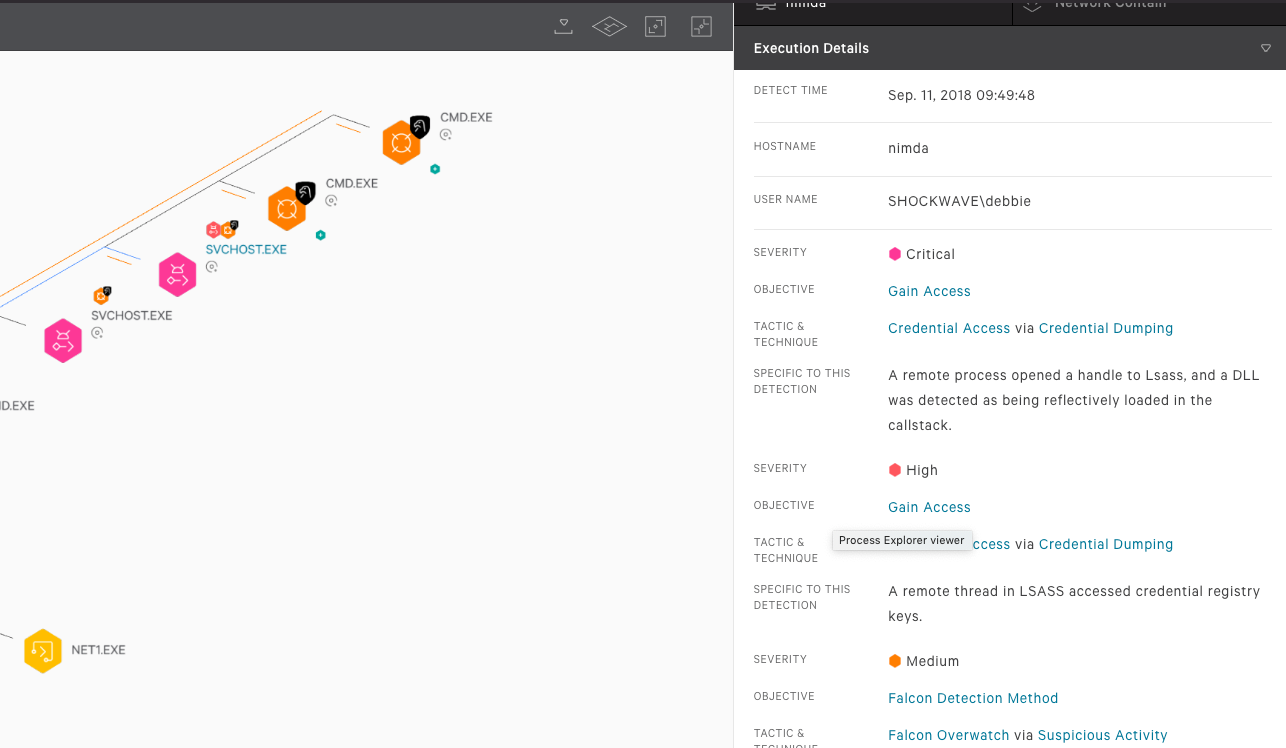 nimda
Network Contain
Execution Details
DETECT TIME
Sep. 11, 2018 09:49:48
HOSTNAME
nimda
USER NAME
SHOCKWAVE\debbie
SEVERITY
Critical
OBJECTIVE
Gain Access
TACTIC &
TECHNIQUE
Credential Access via Credential Dumping
SPECIFIC TO THIS
DETECTION
A remote process opened a handle to Lsass, and a DLL
was detected as being reflectively loaded in the
callstack.
SEVERITY
High
OBJECTIVE
Gain Access
TACTIC &
TECHNIQUE
Process Explorer viewer
ccess via Credential Dumping
SPECIFIC TO THIS
DETECTION
A remote thread in LSASS accessed credential registry
keys.
SEVERITY
Medium
OBJECTIVE
Falcon Detection Method
TACTIC &
TECHNIQUE
Falcon Overwatch via Suspicious Activity
CMD.EXE
CMD.EXE
SVCHOST.EXE
SVCHOST.EXE
D.EXE
NET1.EXE